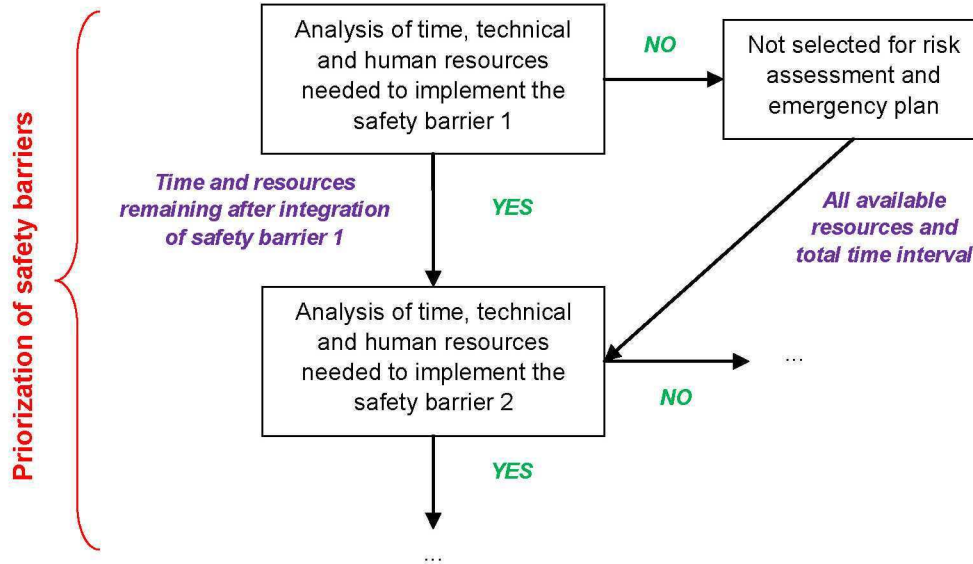 Priorization of safety barriers
Analysis of time, technical
and human resources
needed to implement the
safety barrier 1
NO
Not selected for risk
assessment and
emergency plan
Time and resources
remaining after integration
of safety barrier 1
YES
All available
resources and
total time interval
Analysis of time, technical
and human resources
needed to implement the
safety barrier 2
NO
...
YES
...